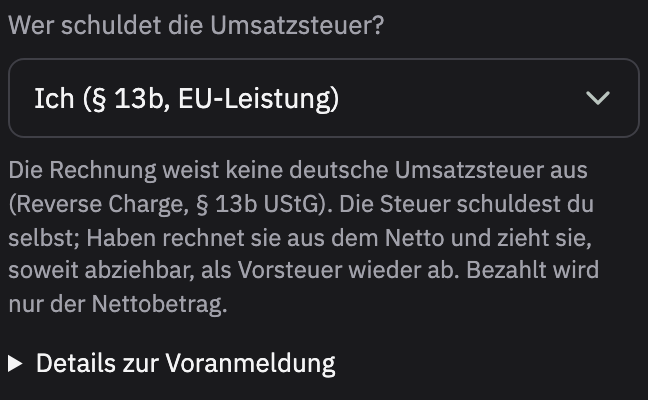 Wer schuldet die Umsatzsteuer?
Ich (§ 13b, EU-Leistung)
Die Rechnung weist keine deutsche Umsatzsteuer aus
(Reverse Charge, § 13b UStG). Die Steuer schuldest du
selbst; Haben rechnet sie aus dem Netto und zieht sie,
soweit abziehbar, als Vorsteuer wieder ab. Bezahlt wird
nur der Nettobetrag.
Details zur Voranmeldung